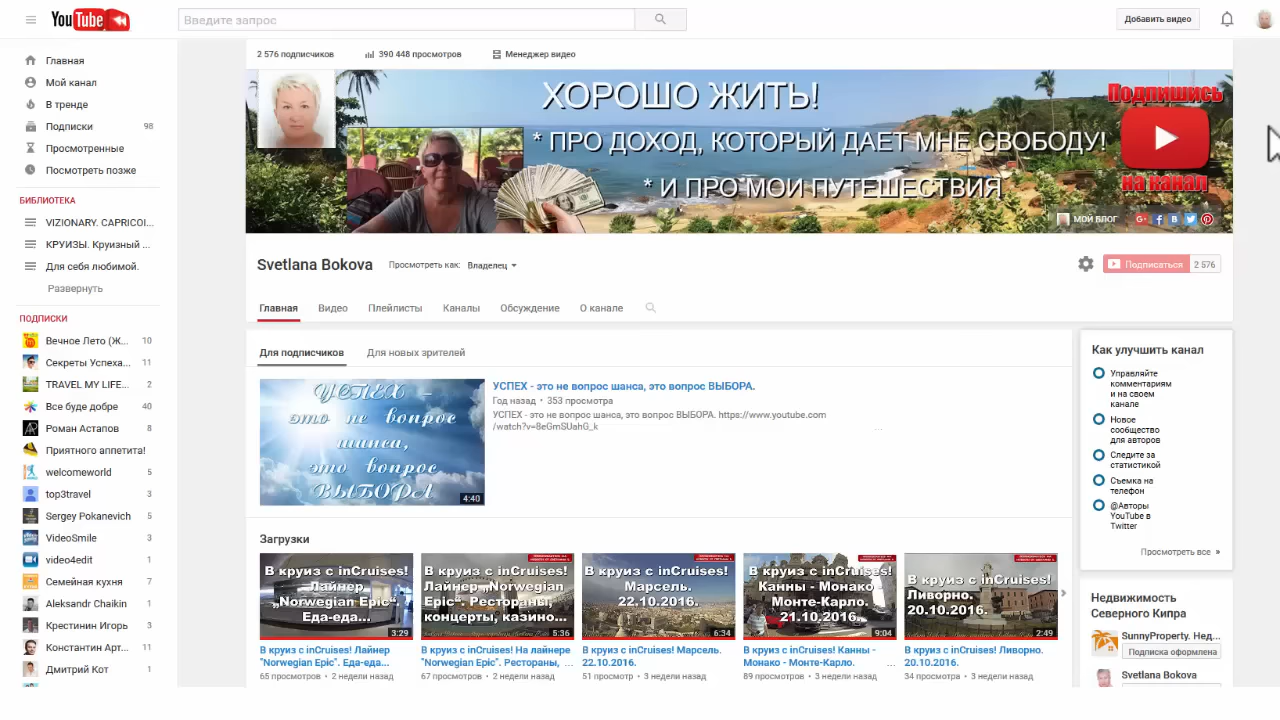 YouTube
Введите запрос
Добавить видео
2 576 подписчиков
390 448 просмотров
Менеджер видео
Главная
Мой канал
В тренде
Подписки 98
Просмотренные
Посмотреть позже
БИБЛИОТЕКА
VIZIONARY. CAPRICOI...
КРУИЗЫ. Круизный ...
Для себя любимой.
Развернуть
ПОДПИСКИ
Вечное Лето (Ж... 10
Секреты Успеха... 11
TRAVEL MY LIFE... 2
Все буде добре 40
Роман Астапов 8
Приятного аппетита!
welcomeworld 5
top3travel 3
Sergey Pokanevich 5
VideoSmile 3
video4edit 1
Семейная кухня 7
Aleksandr Chaikin 1
Крестинин Игорь 3
Константин Арт... 11
Дмитрий Кот 1
ХОРОШО ЖИТЬ!
* ПРО ДОХОД, КОТОРЫЙ ДАЕТ МНЕ СВОБОДУ!
* И ПРО МОИ ПУТЕШЕСТВИЯ
Подпишись
на канал
МОЙ БЛОГ
Svetlana Bokova
Просмотреть как: Владелец
Подписаться 2 576
Главная
Видео
Плейлисты
Каналы
Обсуждение
О канале
Для подписчиков
Для новых зрителей
УСПЕХ -
это не вопрос
шанса,
это вопрос
ВЫБОРА
4:40
УСПЕХ - это не вопрос шанса, это вопрос ВЫБОРА.
Год назад • 353 просмотра
УСПЕХ - это не вопрос шанса, это вопрос ВЫБОРА. https://www.youtube.com
/watch?v=8eGmSUahG_k
Загрузки
В круиз с inCruises!
Лайнер
„Norwegian Epic“.
Еда-еда...
3:29
В круиз с inCruises! Лайнер
"Norwegian Epic". Еда-еда...
65 просмотров • 2 недели назад
В круиз с inCruises!
Лайнер „Norwegian
Epic“. Рестораны,
концерты, казино...
5:36
В круиз с inCruises! На лайнере
"Norwegian Epic". Рестораны, ...
67 просмотров • 2 недели назад
В круиз с inCruises!
Марсель.
22.10.2016.
6:34
В круиз с inCruises! Марсель.
22.10.2016.
51 просмотр • 3 недели назад
В круиз с inCruises!
Канны - Монако -
Монте-Карло.
21.10.2016.
9:04
В круиз с inCruises! Канны -
Монако - Монте-Карло. ...
89 просмотров • 3 недели назад
В круиз с inCruises!
Ливорно.
20.10.2016.
2:49
В круиз с inCruises! Ливорно.
20.10.2016.
34 просмотра • 3 недели назад
Как улучшить канал
Управляйте
комментариям
и на своем
канале
Новое
сообщество
для авторов
Следите за
статистикой
Съемка на
телефон
@Авторы
YouTube в
Twitter
Просмотреть все »
Недвижимость
Северного Кипра
SunnyProperty. Нед...
Подписка оформлена
Svetlana Bokova